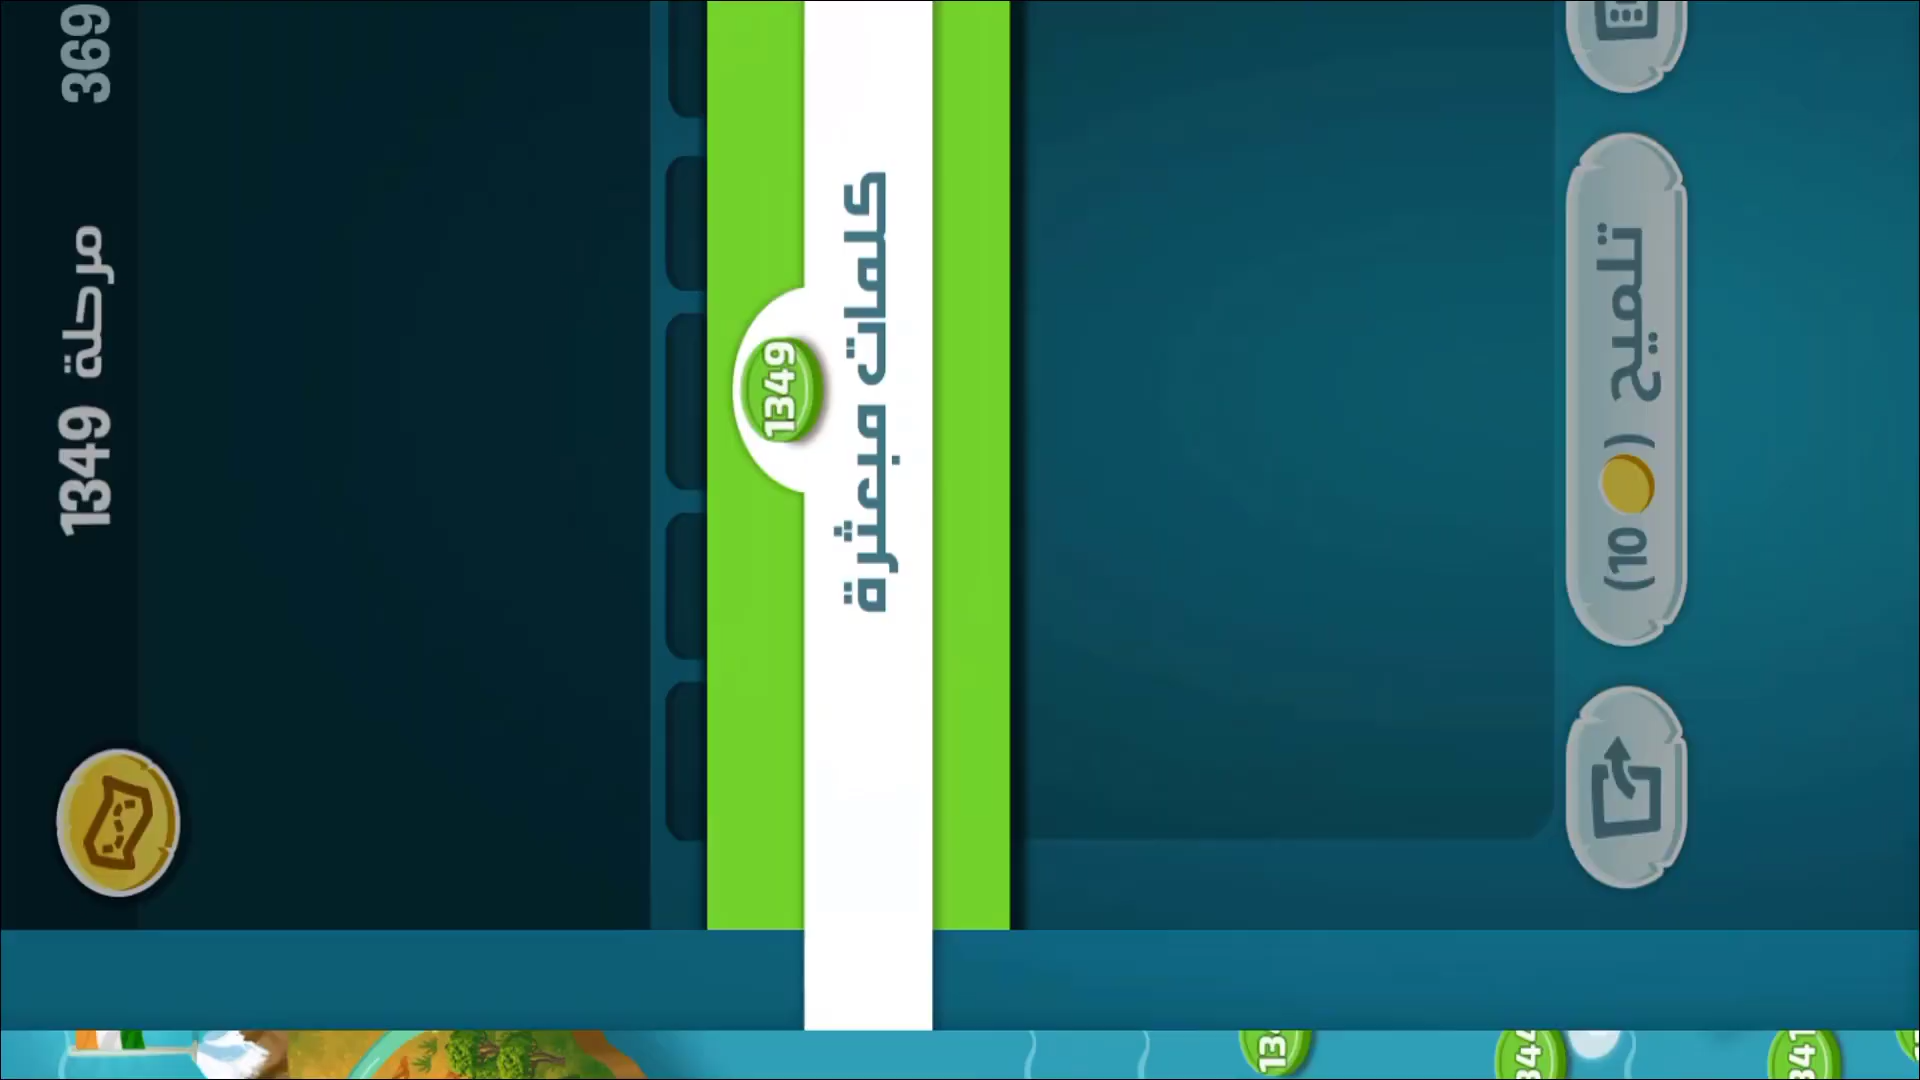 369
مرحلة 1349
1349
كلمات مبعثرة
تلميح (10)